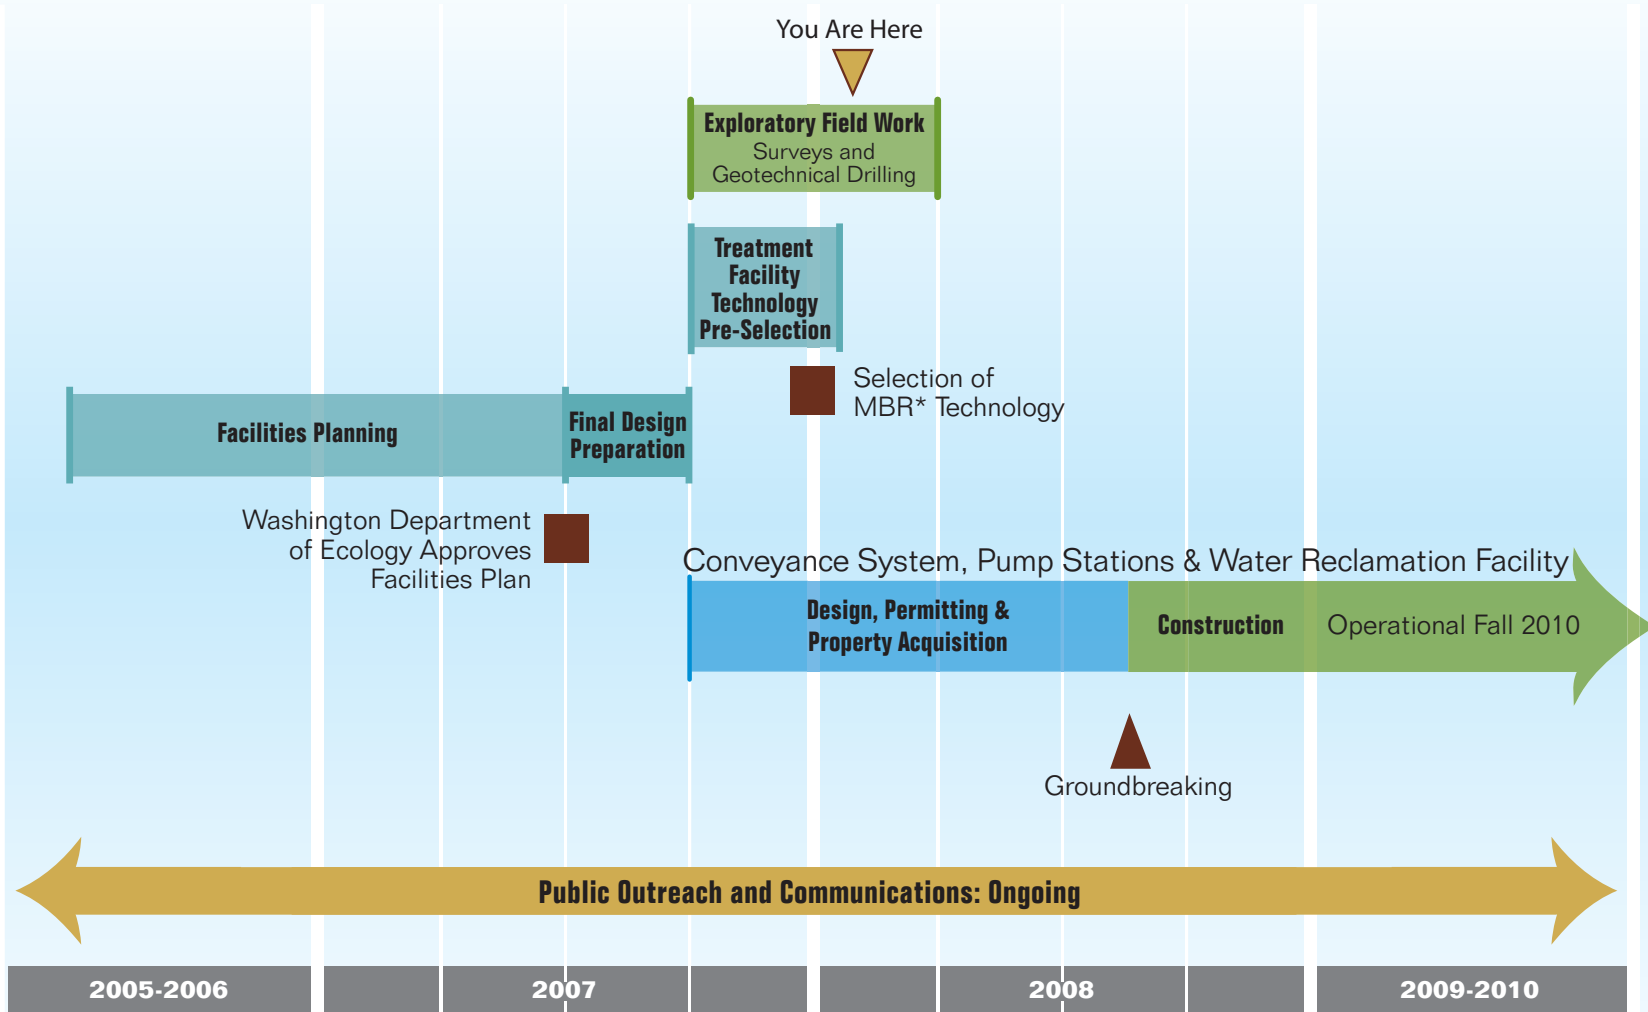 You Are Here
Exploratory Field Work
Surveys and
Geotechnical Drilling
Treatment
Facility
Technology
Pre-Selection
Selection of
MBR* Technology
Facilities Planning
Final Design
Preparation
Washington Department
of Ecology Approves
Facilities Plan
Conveyance System, Pump Stations & Water Reclamation Facility
Design, Permitting &
Property Acquisition
Construction
Operational Fall 2010
Groundbreaking
Public Outreach and Communications: Ongoing
2005-2006
2007
2008
2009-2010